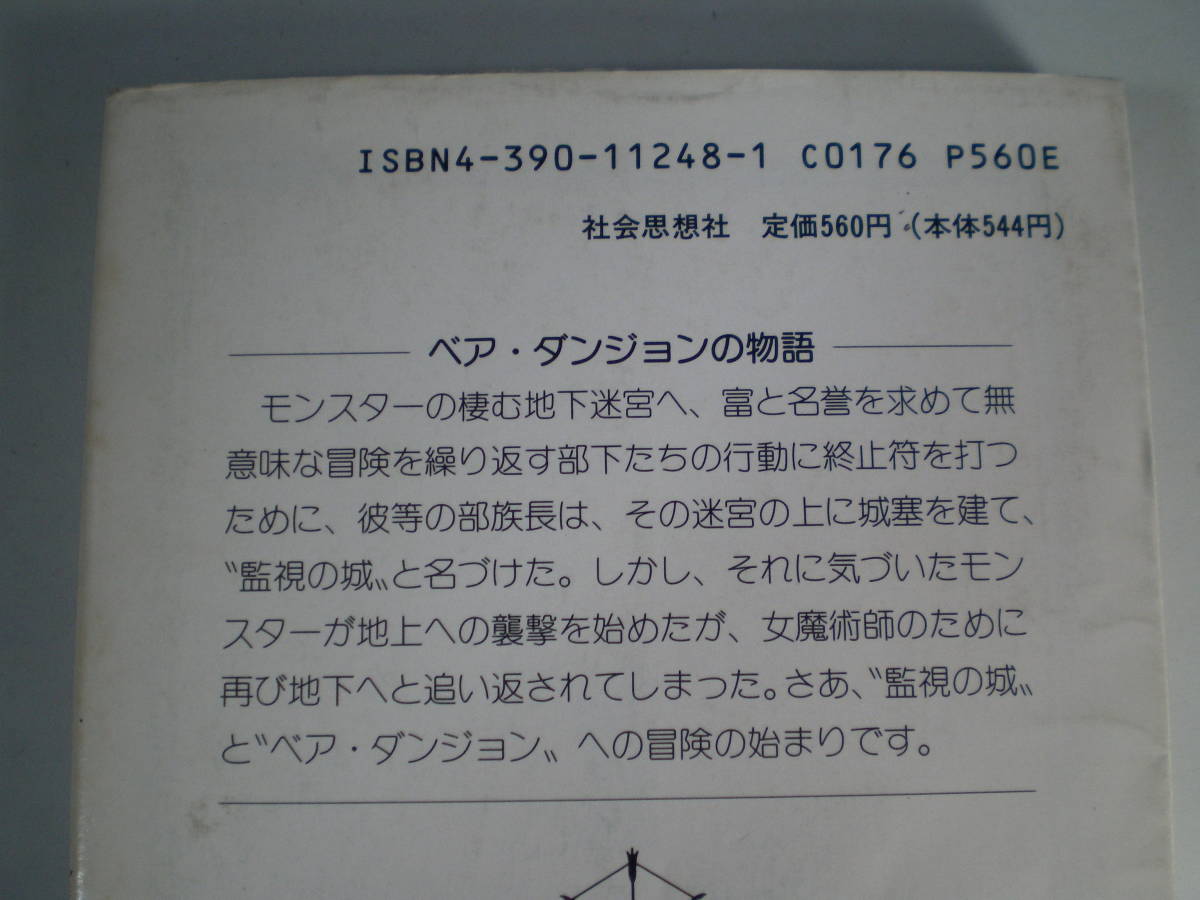 ISBN4-390-11248-1 C0176 P560E
社会思想社 定価560円（本体544円）
ベア・ダンジョンの物語
モンスターの棲む地下迷宮へ、富と名誉を求めて無
意味な冒険を繰り返す部下たちの行動に終止符を打つ
ために、彼等の部族長は、その迷宮の上に城塞を建て、
〝監視の城〟と名づけた。しかし、それに気づいたモン
スターが地上への襲撃を始めたが、女魔術師のために
再び地下へと追い返されてしまった。さあ、〝監視の城〟
と〝ベア・ダンジョン〟への冒険の始まりです。